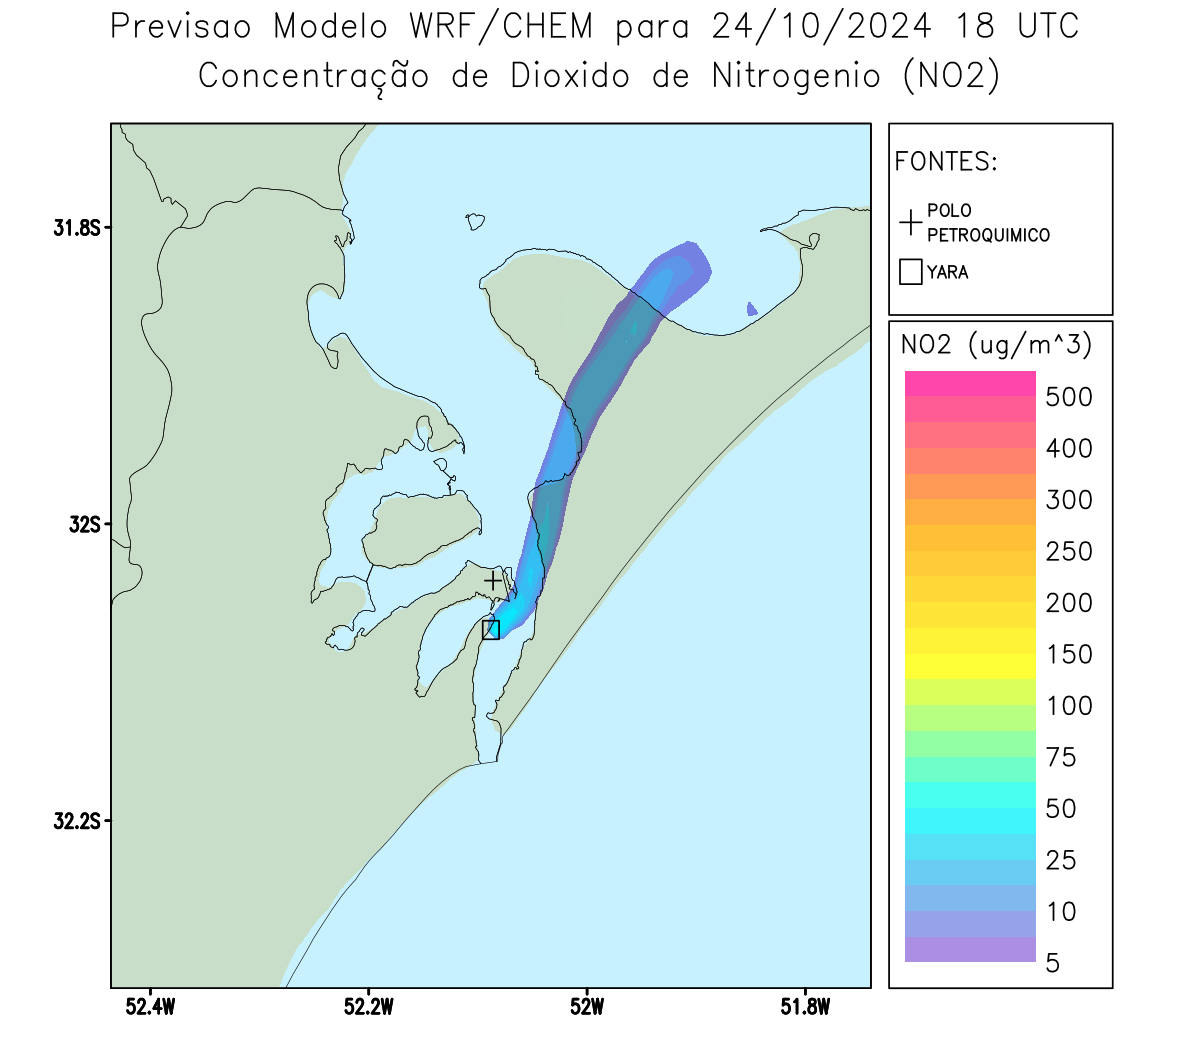 Previsao Modelo WRF/CHEM para 24/10/2024 18 UTC
Concentração de Dioxido de Nitrogenio (NO2)
FONTES:
POLO
PETROQUIMICO
YARA
NO2 (ug/m^3)
500
400
300
250
200
150
100
75
50
25
10
5
31.8S
32S
32.2S
52.4W
52.2W
52W
51.8W